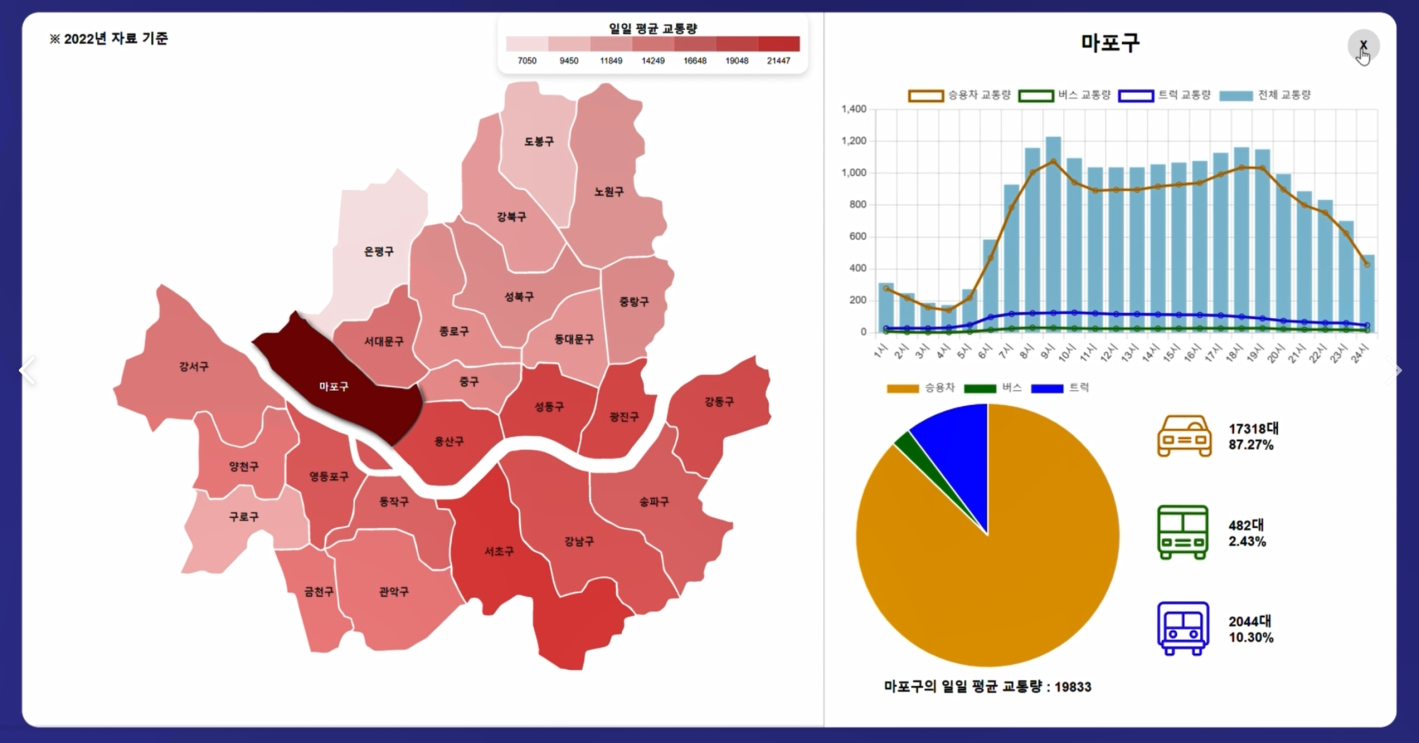 ※ 2022년 자료 기준
일일 평균 교통량
7050 9450 11849 14249 16648 19048 21447
도봉구
노원구
강북구
은평구
성북구
중랑구
종로구
동대문구
서대문구
강서구
마포구
중구
성동구
광진구
강동구
용산구
양천구
영등포구
동작구
송파구
구로구
강남구
서초구
금천구
관악구
마포구
x
승용차 교통량 버스 교통량 트럭 교통량 전체 교통량
1,400
1,200
1,000
800
600
400
200
0
1시 2시 3시 4시 5시 6시 7시 8시 9시 10시 11시 12시 13시 14시 15시 16시 17시 18시 19시 20시 21시 22시 23시 24시
승용차 버스 트럭
17318대
87.27%
482대
2.43%
2044대
10.30%
마포구의 일일 평균 교통량 : 19833